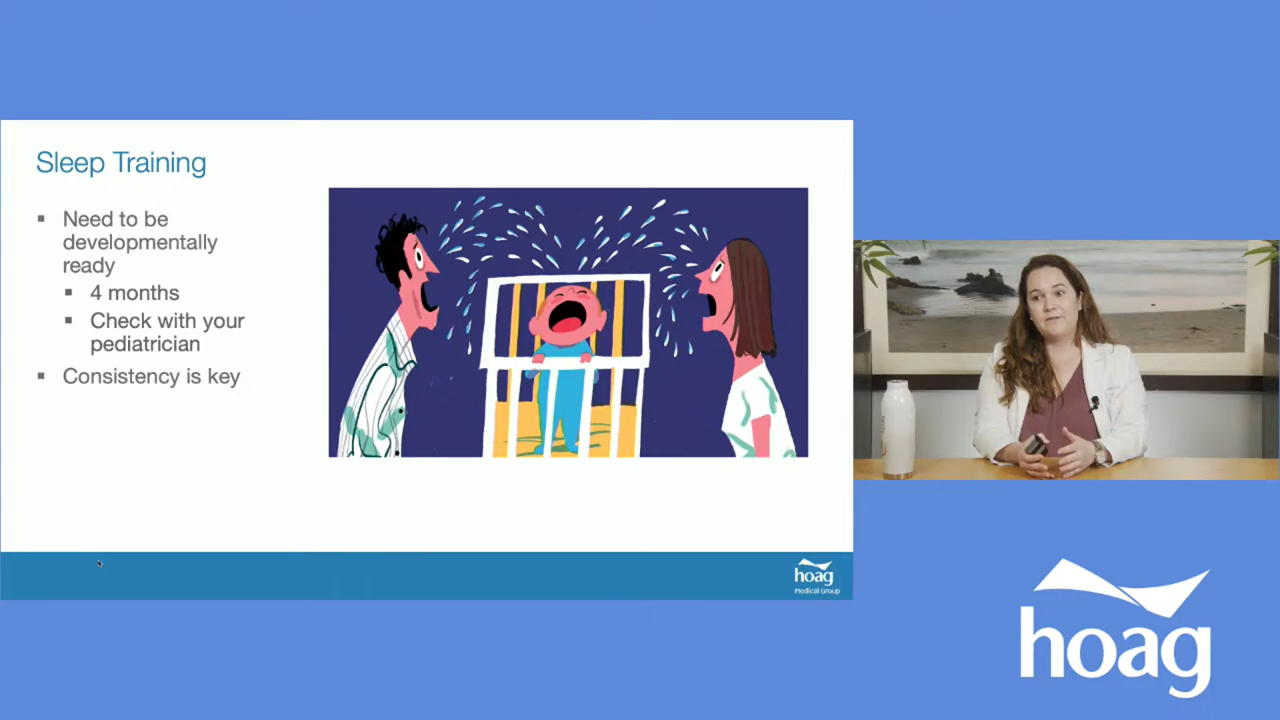 Sleep Training
▪ Need to be
developmentally
ready
▪ 4 months
▪ Check with your
pediatrician
▪ Consistency is key
hoag
Medical Group
hoag